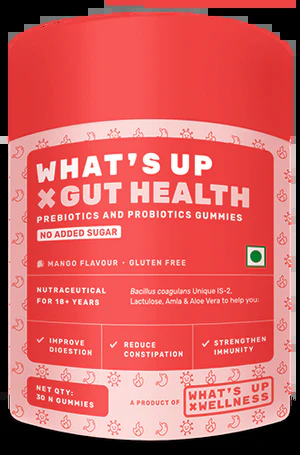 WHAT'S UP
×GUT HEALTH
PREBIOTICS AND PROBIOTICS GUMMIES
NO ADDED SUGAR
MANGO FLAVOUR • GLUTEN FREE
NUTRACEUTICAL
FOR 18+ YEARS
Bacillus coagulans Unique IS-2,
Lactulose, Amla & Aloe Vera to help you:
IMPROVE
DIGESTION
REDUCE
CONSTIPATION
STRENGTHEN
IMMUNITY
NET QTY:
30 N GUMMIES
A PRODUCT OF
WHAT'S UP
×WELLNESS